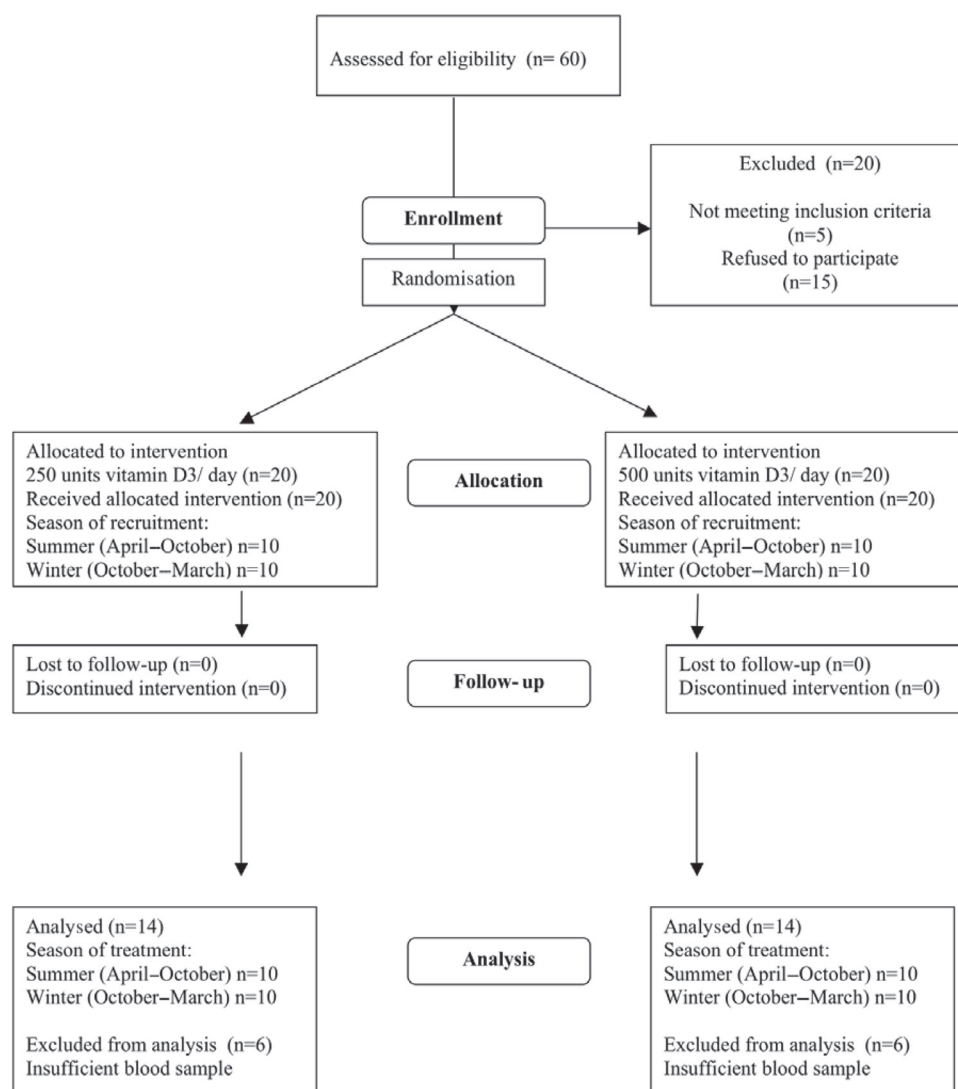 Assessed for eligibility (n= 60)
Excluded (n=20)
Not meeting inclusion criteria
(n=5)
Refused to participate
(n=15)
Enrollment
Randomisation
Allocated to intervention
250 units vitamin D3/ day (n=20)
Received allocated intervention (n=20)
Season of recruitment:
Summer (April–October) n=10
Winter (October–March) n=10
Allocation
Allocated to intervention
500 units vitamin D3/ day (n=20)
Received allocated intervention (n=20)
Season of recruitment:
Summer (April–October) n=10
Winter (October–March) n=10
Lost to follow-up (n=0)
Discontinued intervention (n=0)
Follow-up
Lost to follow-up (n=0)
Discontinued intervention (n=0)
Analysed (n=14)
Season of treatment:
Summer (April–October) n=10
Winter (October–March) n=10
Excluded from analysis (n=6)
Insufficient blood sample
Analysis
Analysed (n=14)
Season of treatment:
Summer (April–October) n=10
Winter (October–March) n=10
Excluded from analysis (n=6)
Insufficient blood sample